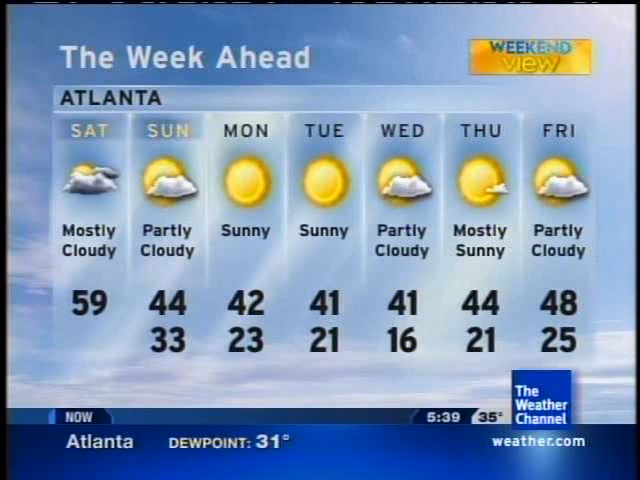 The Week Ahead
WEEKEND
view
ATLANTA
SAT SUN MON TUE WED THU FRI
Mostly Cloudy Partly Cloudy Sunny Sunny Partly Cloudy Mostly Sunny Partly Cloudy
59 44 42 41 41 44 48
33 23 21 16 21 25
NOW 5:39 35°
The Weather Channel
Atlanta DEWPOINT: 31° weather.com